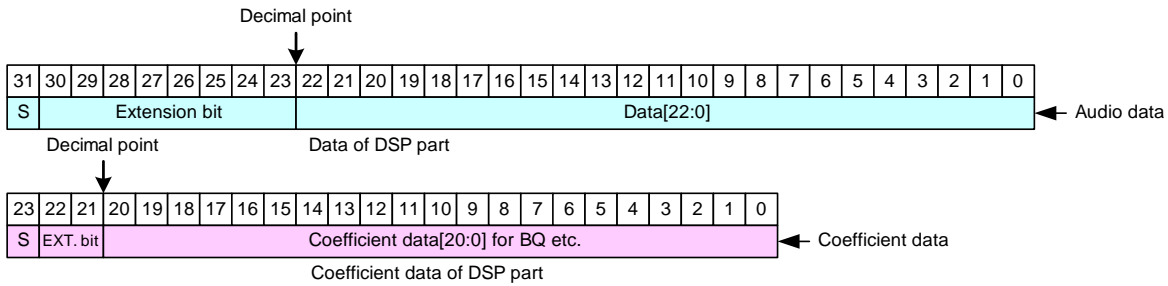 Decimal point
31 30 29 28 27 26 25 24 23 22 21 20 19 18 17 16 15 14 13 12 11 10 9 8 7 6 5 4 3 2 1 0
S Extension bit Data[22:0] Audio data
Decimal point Data of DSP part
23 22 21 20 19 18 17 16 15 14 13 12 11 10 9 8 7 6 5 4 3 2 1 0
S EXT. bit Coefficient data[20:0] for BQ etc. Coefficient data
Coefficient data of DSP part